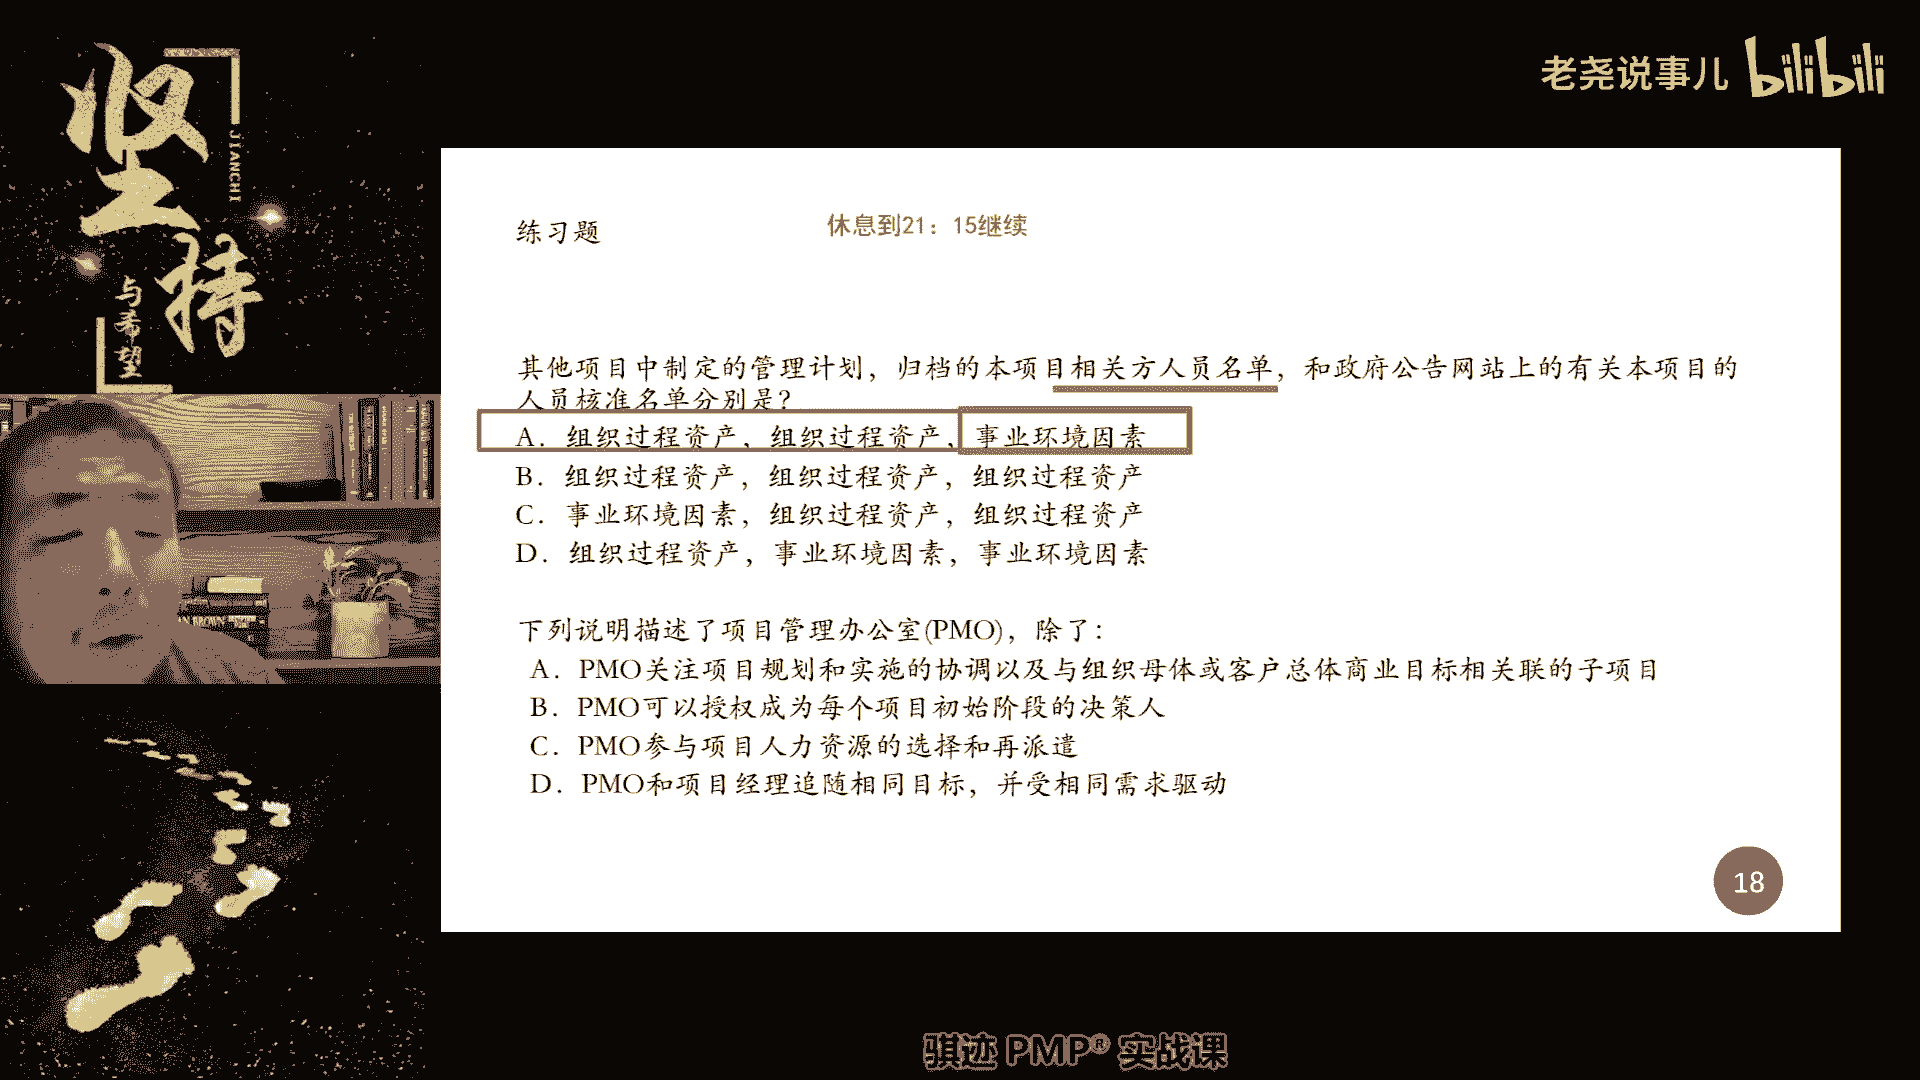 坚持
JIANCHI
与希望
老尧说事儿 bilibili
练习题
休息到21：15继续
其他项目中制定的管理计划，归档的本项目相关方人员名单，和政府公告网站上的有关本项目的
人员核准名单分别是？
A．组织过程资产，组织过程资产，事业环境因素
B．组织过程资产，组织过程资产，组织过程资产
C．事业环境因素，组织过程资产，组织过程资产
D．组织过程资产，事业环境因素，事业环境因素
下列说明描述了项目管理办公室(PMO)，除了：
A．PMO关注项目规划和实施的协调以及与组织母体或客户总体商业目标相关联的子项目
B．PMO可以授权成为每个项目初始阶段的决策人
C．PMO参与项目人力资源的选择和再派遣
D．PMO和项目经理追随相同目标，并受相同需求驱动
18
BROWN
骐迹 PMP® 实战课